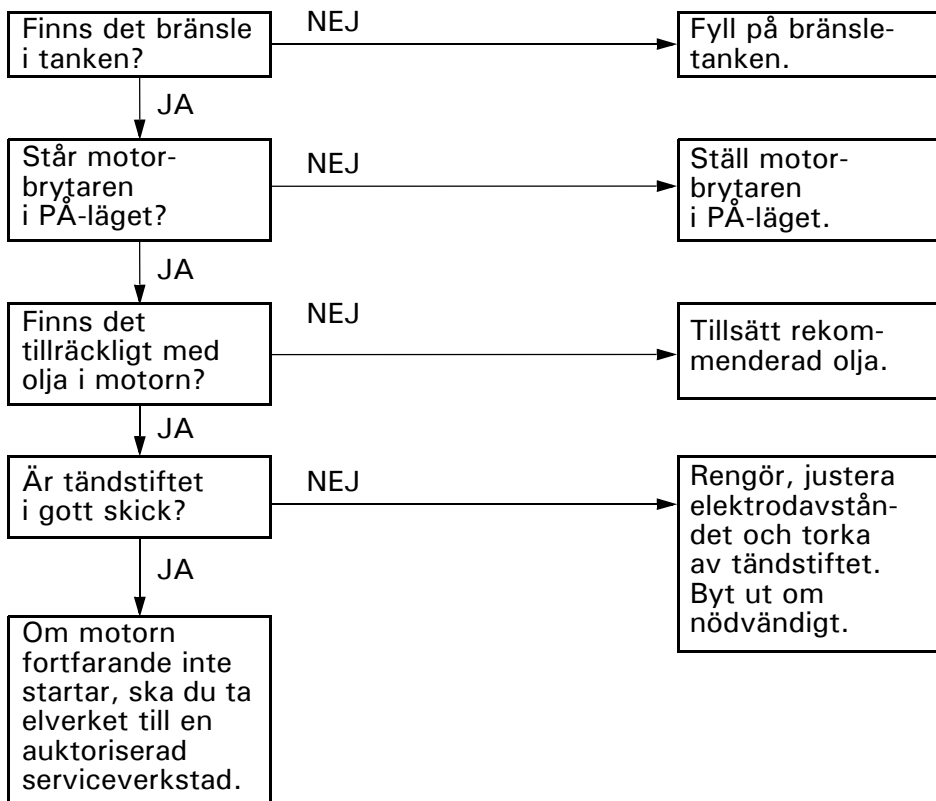 Finns det bränsle
i tanken?
NEJ
Fyll på bränsle-
tanken.
JA
Står motor-
brytaren
i PÅ-läget?
NEJ
Ställ motor-
brytaren
i PÅ-läget.
JA
Finns det
tillräckligt med
olja i motorn?
NEJ
Tillsätt rekom-
menderad olja.
JA
Är tändstiftet
i gott skick?
NEJ
Rengör, justera
elektrodavstån-
det och torka
av tändstiftet.
Byt ut om
nödvändigt.
JA
Om motorn
fortfarande inte
startar, ska du ta
elverket till en
auktoriserad
serviceverkstad.